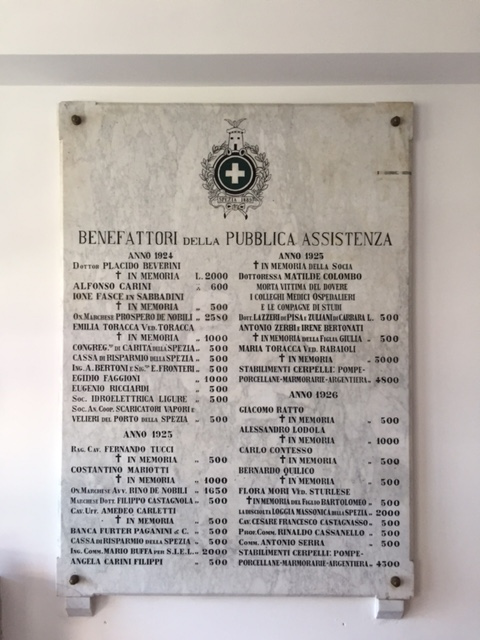 SPEZIA
BENEFATTORI DELLA PUBBLICA ASSISTENZA
ANNO 1924
DOTTOR PLACIDO BEVERINI
✝ IN MEMORIA L. 2000
ALFONSO CARINI „ 600
IONE FASCE EN SABBADINI
✝ IN MEMORIA „ 500
ON. MARCHESE PROSPERO DE NOBILI „ 2580
EMILIA TORACCA VED. TORACCA
✝ IN MEMORIA „ 1000
CONGREG.NE DI CARITÀ DELLA SPEZIA „ 500
CASSA DI RISPARMIO DELLA SPEZIA „ 500
ING. A. BERTONI E SIG.RA E. FRONTERI „ 500
EGIDIO FAGGIONI „ 1000
EUGENIO RICCIARDI „ 500
SOC. IDROELETTRICA LIGURE „ 500
SOC. AN. COOP. SCARICATORI VAPORI E
VELIERI DEL PORTO DELLA SPEZIA „ 500
ANNO 1925
RAG. CAV. FERNANDO TUCCI
✝ IN MEMORIA „ 500
COSTANTINO MARIOTTI
✝ IN MEMORIA „ 1000
ON. MARCHESE AVV. RINO DE NOBILI „ 1650
MARCHESE DOTT. FILIPPO CASTAGNOLA „ 500
CAV. UFF. AMEDEO CARLETTI
✝ IN MEMORIA „ 500
BANCA FURTER PAGANINI & C. „ 500
CASSA DI RISPARMIO DELLA SPEZIA „ 500
ING. COMM. MARIO BUFFA PER S.I.E.L. „ 2000
ANGELA CARINI FILIPPI „ 500
ANNO 1925
✝ IN MEMORIA DELLA SOCIA
DOTTORESSA MATILDE COLOMBO
MORTA VITTIMA DEL DOVERE
I COLLEGHI MEDICI OSPEDALIERI
E LE COMPAGNE DI STUDI
DOTT. LAZZERI DI PISA E ZULIANI DI CARRARA L. 500
ANTONIO ZERBI E IRENE BERTONATI
✝ IN MEMORIA DELLA FIGLIA GIULIA „ 500
MARIA TORACCA VED. RABAIOLI
✝ IN MEMORIA „ 5000
STABILIMENTI CERPELLI: POMPE-
PORCELLANE-MARMORARIE-ARGENTIERA „ 4800
ANNO 1926
GIACOMO RATTO
✝ IN MEMORIA „ 500
ALESSANDRO LODOLA
✝ IN MEMORIA „ 1000
CARLO CONTESSO
✝ IN MEMORIA „ 500
BERNARDO QUILICO
✝ IN MEMORIA „ 500
FLORA MORI VED. STURLESE
✝ IN MEMORIA DEL FIGLIO BARTOLOMEO „ 500
LA DISCIOLTA LOGGIA MASSONICA DELLA SPEZIA „ 2000
CAV. CESARE FRANCESCO CASTAGNASSO „ 500
PROF. COMM. RINALDO CASSANELLO „ 500
COMM. ANTONIO SERRA „ 500
STABILIMENTI CERPELLI: POMPE-
PORCELLANE-MARMORARIE-ARGENTIERA „ 4500